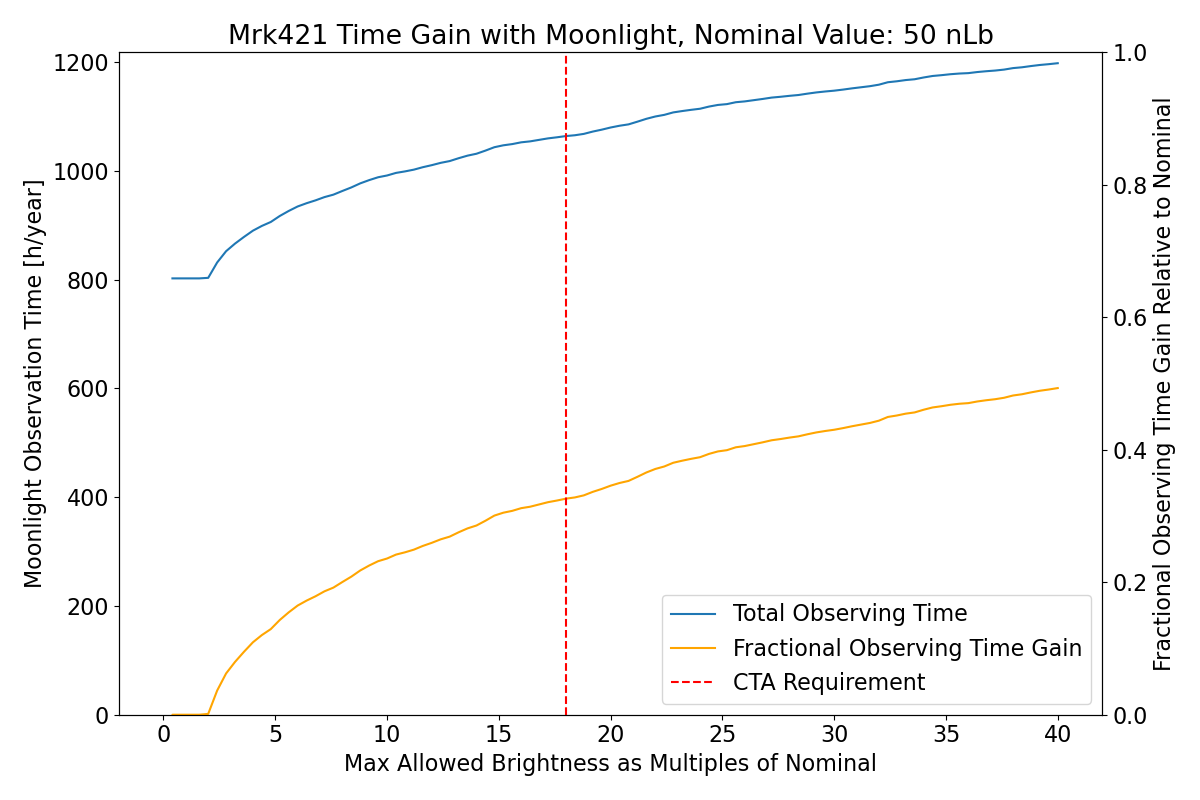 Mrk421 Time Gain with Moonlight, Nominal Value: 50 nLb
Moonlight Observation Time [h/year]
1200
1000
800
600
400
200
0
1.0
0.8
0.6
0.4
0.2
0.0
Fractional Observing Time Gain Relative to Nominal
Total Observing Time
Fractional Observing Time Gain
CTA Requirement
0 5 10 15 20 25 30 35 40
Max Allowed Brightness as Multiples of Nominal